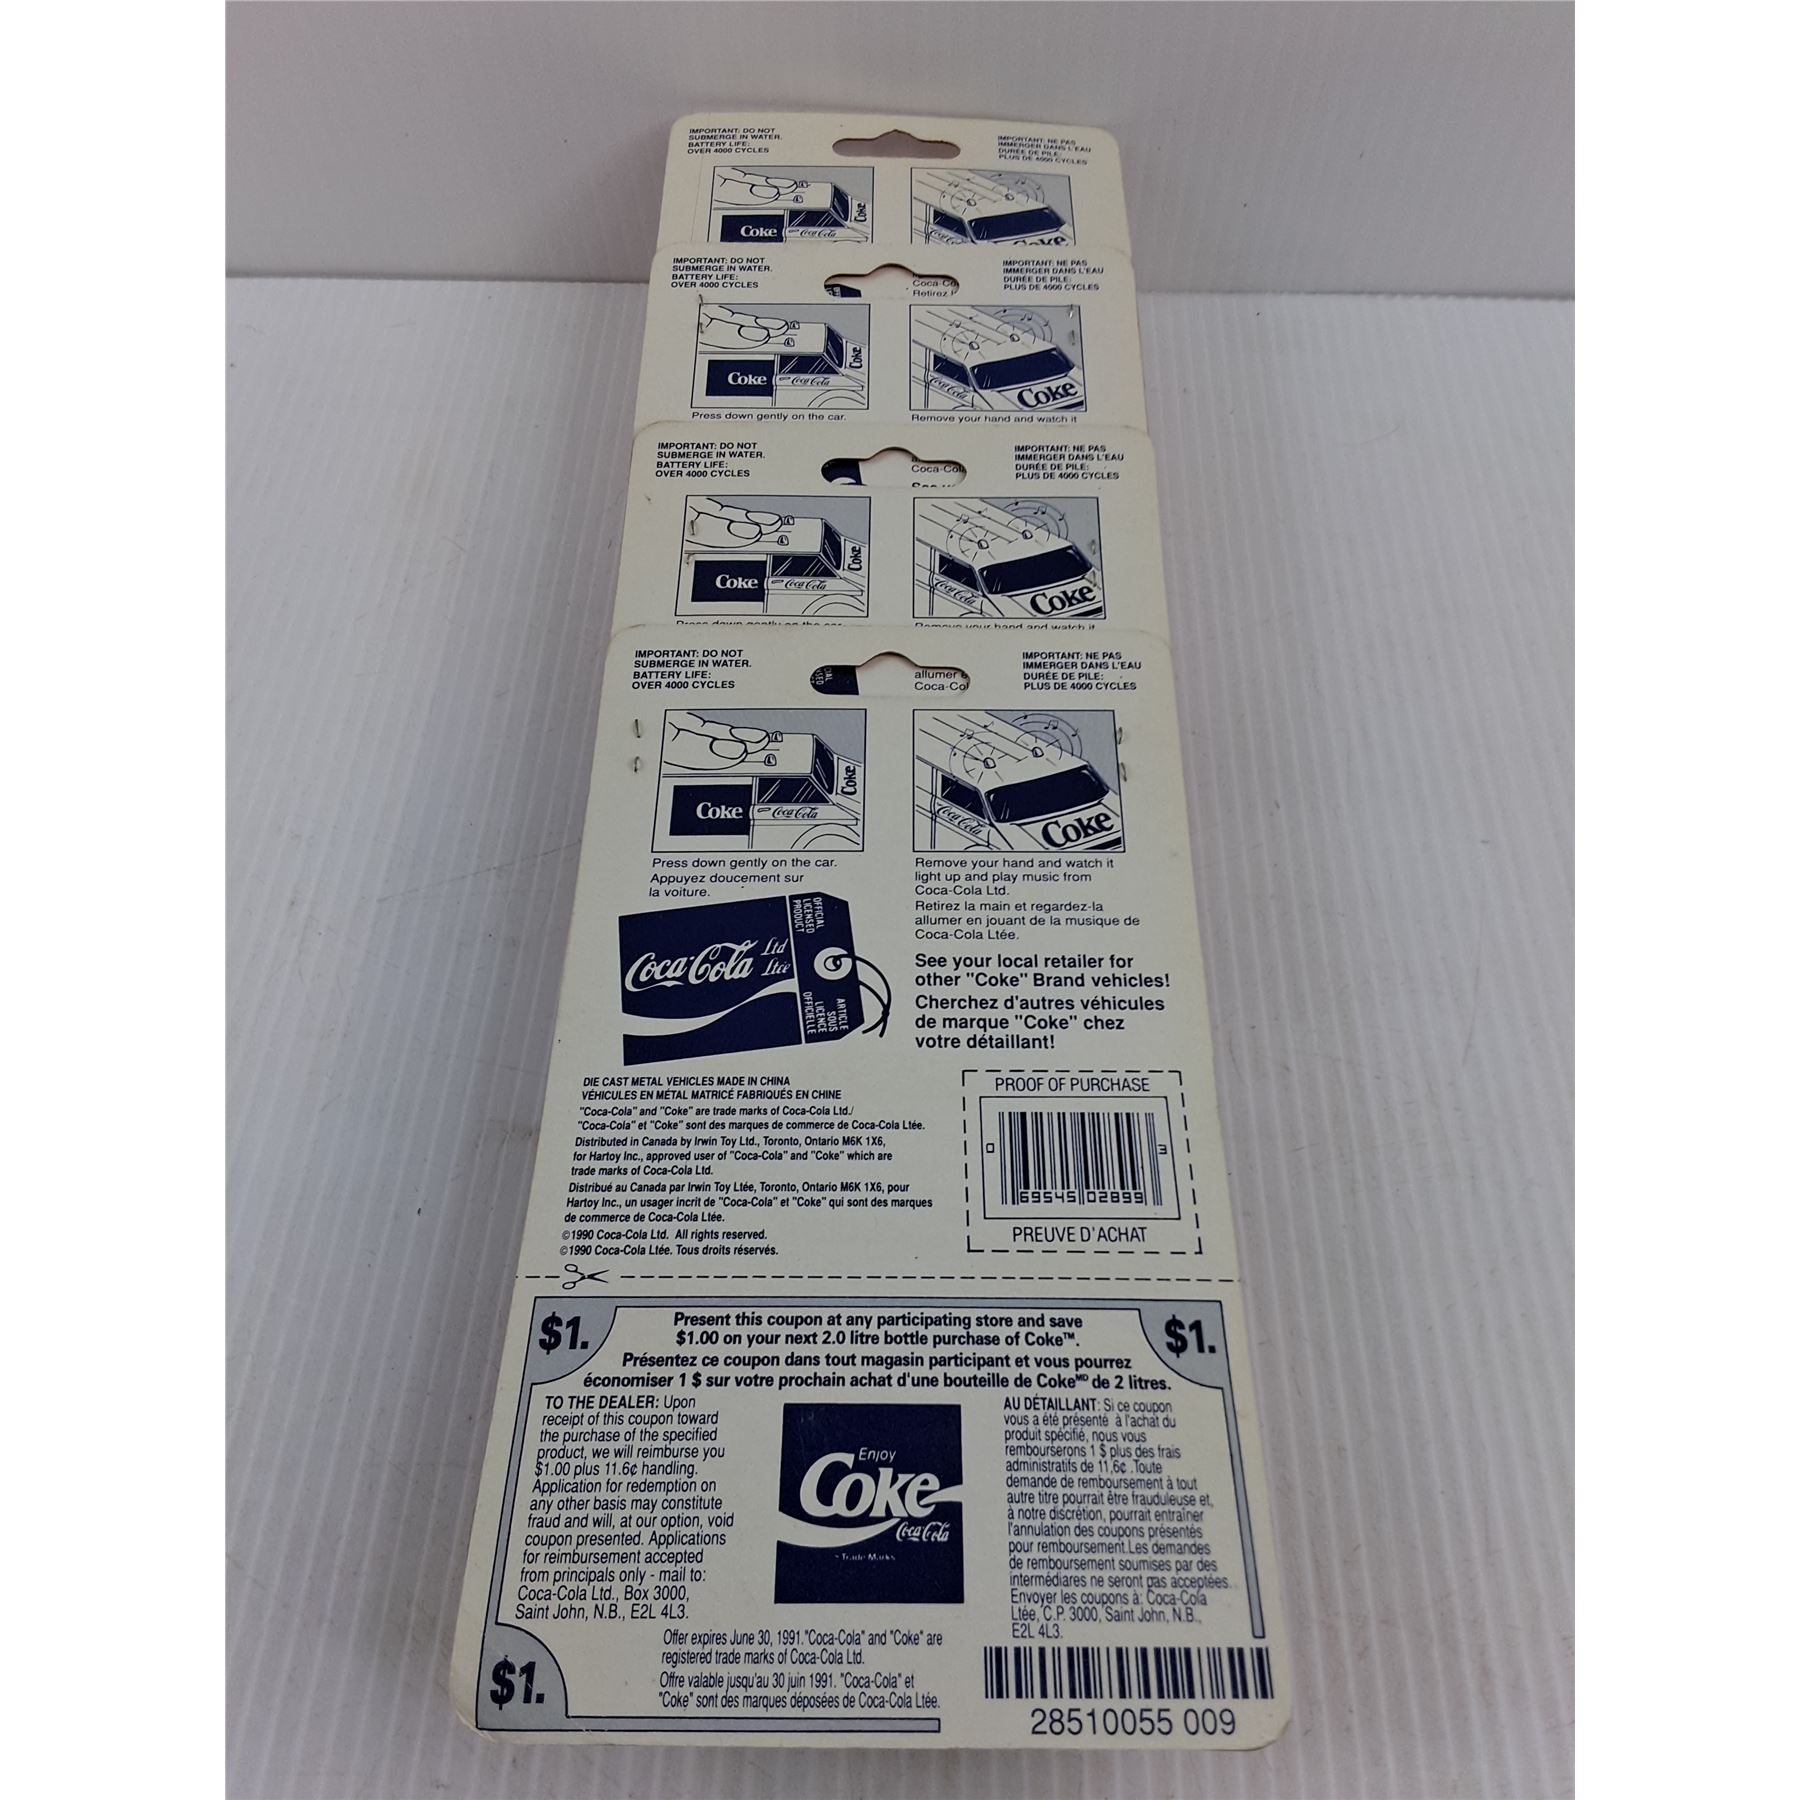 IMPORTANT: DO NOT
SUBMERGE IN WATER.
BATTERY LIFE:
OVER 4000 CYCLES
IMPORTANT: NE PAS
IMMERGER DANS L'EAU
DURÉE DE PILE:
PLUS DE 4000 CYCLES
Coke
Coca-Cola
Coke
Coca-Cola
Coke
IMPORTANT: DO NOT
SUBMERGE IN WATER.
BATTERY LIFE:
OVER 4000 CYCLES
Coca-Co
Retirez l
IMPORTANT: NE PAS
IMMERGER DANS L'EAU
DURÉE DE PILE:
PLUS DE 4000 CYCLES
Coke
Coca-Cola
Coke
Coca-Cola
Coke
Press down gently on the car.
Remove your hand and watch it
IMPORTANT: DO NOT
SUBMERGE IN WATER.
BATTERY LIFE:
OVER 4000 CYCLES
Coca-Col
IMPORTANT: NE PAS
IMMERGER DANS L'EAU
DURÉE DE PILE:
PLUS DE 4000 CYCLES
Coke
Coca-Cola
Coke
Coca-Cola
Coke
Press down gently on the car.
Remove your hand and watch it
IMPORTANT: DO NOT
SUBMERGE IN WATER.
BATTERY LIFE:
OVER 4000 CYCLES
allumer e
Coca-Col
IMPORTANT: NE PAS
IMMERGER DANS L'EAU
DURÉE DE PILE:
PLUS DE 4000 CYCLES
Coke
Coca-Cola
Coke
Coca-Cola
Coke
Press down gently on the car.
Appuyez doucement sur
la voiture.
Remove your hand and watch it
light up and play music from
Coca-Cola Ltd.
Retirez la main et regardez-la
allumer en jouant de la musique de
Coca-Cola Ltée.
Coca-Cola Ltd
Ltée
OFFICIAL
LICENSED
PRODUCT
ARTICLE
SOUS
LICENCE
OFFICIELLE
See your local retailer for
other "Coke" Brand vehicles!
Cherchez d'autres véhicules
de marque "Coke" chez
votre détaillant!
DIE CAST METAL VEHICLES MADE IN CHINA
VÉHICULES EN MÉTAL MATRICÉ FABRIQUÉS EN CHINE
"Coca-Cola" and "Coke" are trade marks of Coca-Cola Ltd./
"Coca-Cola" et "Coke" sont des marques de commerce de Coca-Cola Ltée.
Distributed in Canada by Irwin Toy Ltd., Toronto, Ontario M6K 1X6,
for Hartoy Inc., approved user of "Coca-Cola" and "Coke" which are
trade marks of Coca-Cola Ltd.
Distribué au Canada par Irwin Toy Ltée, Toronto, Ontario M6K 1X6, pour
Hartoy Inc., un usager incrit de "Coca-Cola" et "Coke" qui sont des marques
de commerce de Coca-Cola Ltée.
©1990 Coca-Cola Ltd. All rights reserved.
©1990 Coca-Cola Ltée. Tous droits réservés.
PROOF OF PURCHASE
0 69545 02899 3
PREUVE D'ACHAT
$1.
Present this coupon at any participating store and save
$1.00 on your next 2.0 litre bottle purchase of Coke™.
Présentez ce coupon dans tout magasin participant et vous pourrez
économiser 1 $ sur votre prochain achat d'une bouteille de Coke MD de 2 litres.
$1.
TO THE DEALER: Upon
receipt of this coupon toward
the purchase of the specified
product, we will reimburse you
$1.00 plus 11.6¢ handling.
Application for redemption on
any other basis may constitute
fraud and will, at our option, void
coupon presented. Applications
for reimbursement accepted
from principals only - mail to:
Coca-Cola Ltd., Box 3000,
Saint John, N.B., E2L 4L3.
Enjoy
Coke
Coca-Cola
Trade Marks
AU DÉTAILLANT: Si ce coupon
vous a été présenté à l'achat du
produit spécifié, nous vous
rembourserons 1 $ plus des frais
administratifs de 11,6¢ .Toute
demande de remboursement à tout
autre titre pourrait être frauduleuse et,
à notre discrétion, pourrait entraîner
l'annulation des coupons présentés
pour remboursement.Les demandes
de remboursement soumises par des
intermédiaires ne seront pas acceptées.
Envoyer les coupons à: Coca-Cola
Ltée, C.P. 3000, Saint John, N.B.,
E2L 4L3.
Offer expires June 30, 1991."Coca-Cola" and "Coke" are
registered trade marks of Coca-Cola Ltd.
Offre valable jusqu'au 30 juin 1991. "Coca-Cola" et
"Coke" sont des marques déposées de Coca-Cola Ltée.
$1.
28510055 009